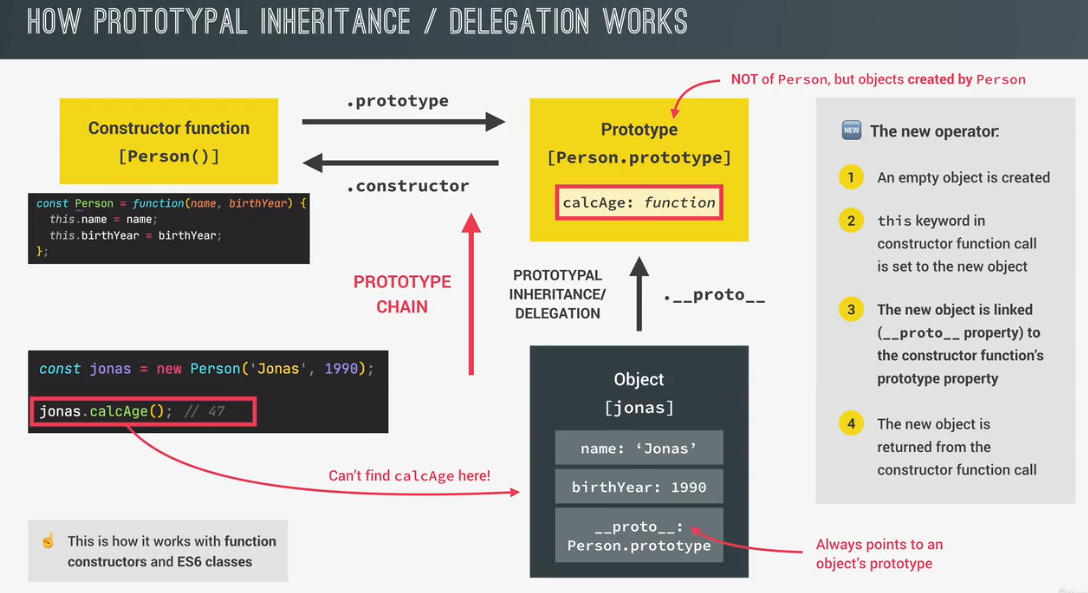 HOW PROTOTYPAL INHERITANCE / DELEGATION WORKS
NOT of Person, but objects created by Person
Constructor function
[Person()]
.prototype
.constructor
Prototype
[Person.prototype]
calcAge: function
const Person = function(name, birthYear) {
this.name = name;
this.birthYear = birthYear;
};
PROTOTYPE
CHAIN
PROTOTYPAL
INHERITANCE/
DELEGATION
.__proto__
const jonas = new Person('Jonas', 1990);
jonas.calcAge(); // 47
Can't find calcAge here!
Object
[jonas]
name: ‘Jonas’
birthYear: 1990
__proto__:
Person.prototype
Always points to an
object's prototype
☝ This is how it works with function
constructors and ES6 classes
NEW The new operator:
1 An empty object is created
2 this keyword in
constructor function call
is set to the new object
3 The new object is linked
(__proto__ property) to
the constructor function's
prototype property
4 The new object is
returned from the
constructor function call